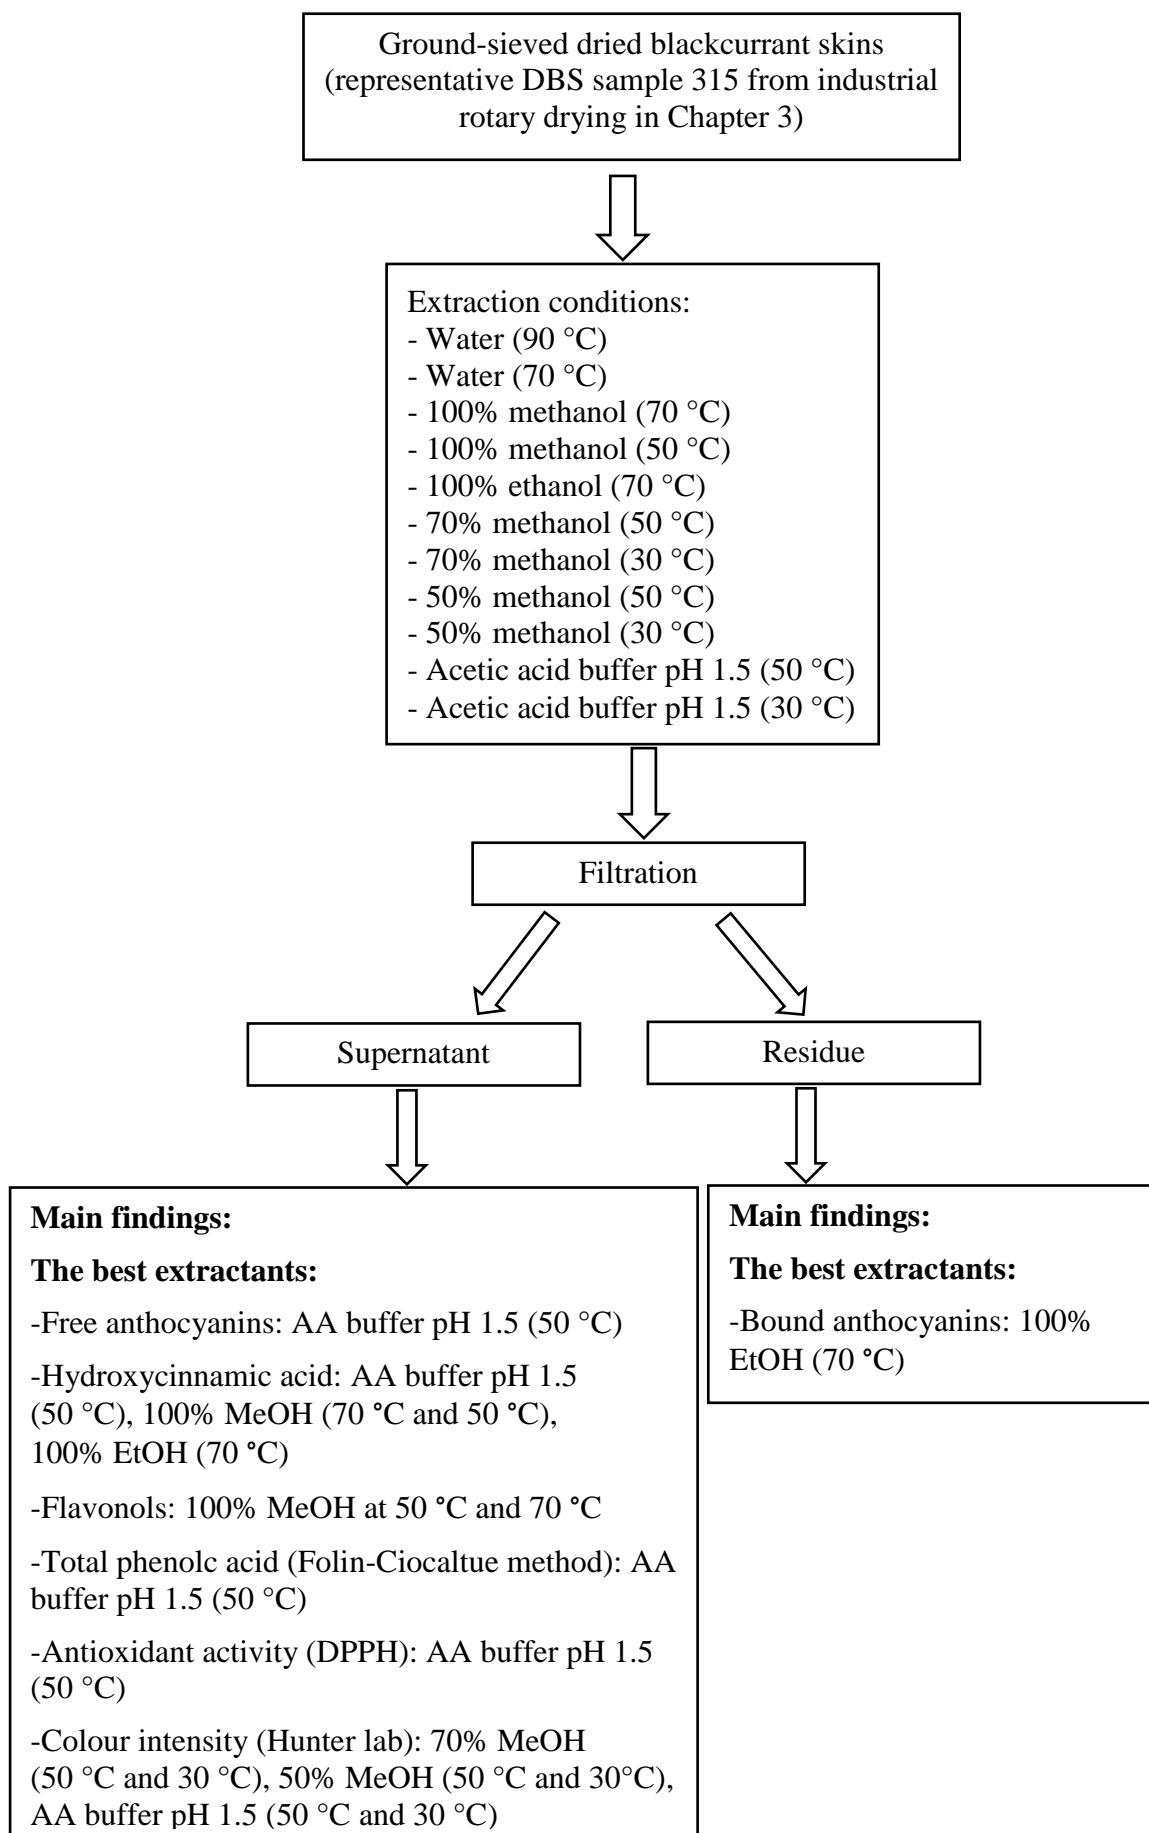 Ground-sieved dried blackcurrant skins
(representative DBS sample 315 from industrial
rotary drying in Chapter 3)
Extraction conditions:
- Water (90 °C)
- Water (70 °C)
- 100% methanol (70 °C)
- 100% methanol (50 °C)
- 100% ethanol (70 °C)
- 70% methanol (50 °C)
- 70% methanol (30 °C)
- 50% methanol (50 °C)
- 50% methanol (30 °C)
- Acetic acid buffer pH 1.5 (50 °C)
- Acetic acid buffer pH 1.5 (30 °C)
Filtration
Supernatant
Residue
Main findings:
The best extractants:
-Free anthocyanins: AA buffer pH 1.5 (50 °C)
-Hydroxycinnamic acid: AA buffer pH 1.5
(50 °C), 100% MeOH (70 °C and 50 °C),
100% EtOH (70 °C)
-Flavonols: 100% MeOH at 50 °C and 70 °C
-Total phenolc acid (Folin-Ciocaltue method): AA
buffer pH 1.5 (50 °C)
-Antioxidant activity (DPPH): AA buffer pH 1.5
(50 °C)
-Colour intensity (Hunter lab): 70% MeOH
(50 °C and 30 °C), 50% MeOH (50 °C and 30°C),
AA buffer pH 1.5 (50 °C and 30 °C)
Main findings:
The best extractants:
-Bound anthocyanins: 100%
EtOH (70 °C)